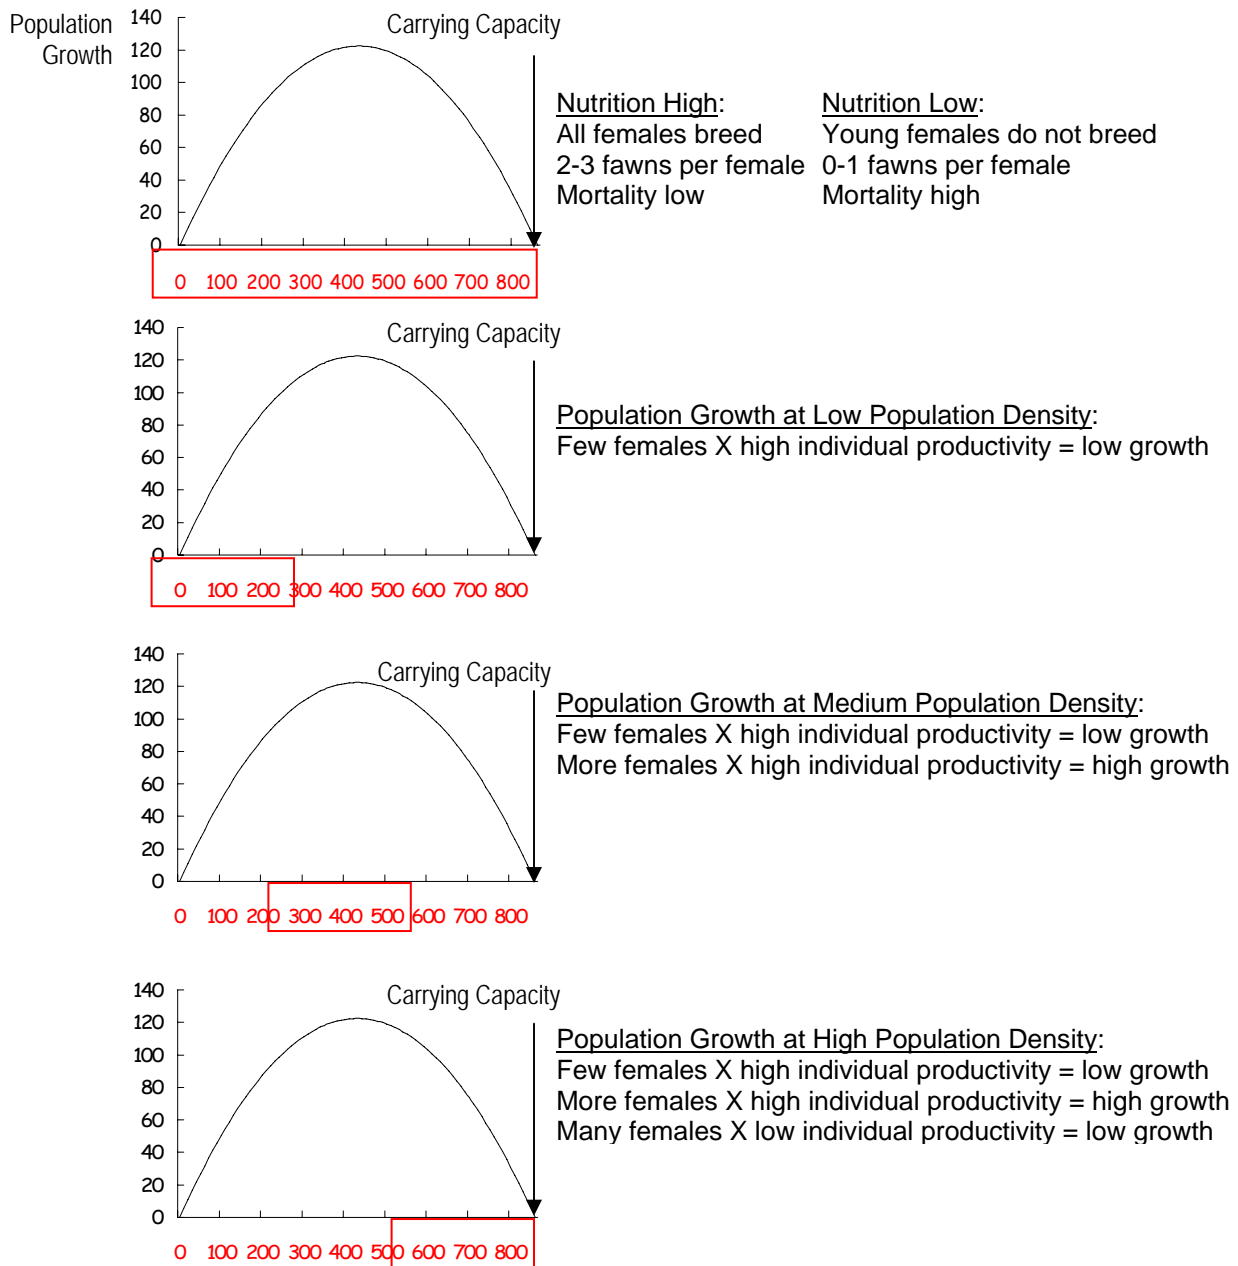 Population
Growth
Carrying Capacity
140
120
100
80
60
40
20
0
0 100 200 300 400 500 600 700 800
Nutrition High:
All females breed
2-3 fawns per female
Mortality low
Nutrition Low:
Young females do not breed
0-1 fawns per female
Mortality high
Carrying Capacity
140
120
100
80
60
40
20
0
0 100 200 300 400 500 600 700 800
Population Growth at Low Population Density:
Few females X high individual productivity = low growth
Carrying Capacity
140
120
100
80
60
40
20
0
0 100 200 300 400 500 600 700 800
Population Growth at Medium Population Density:
Few females X high individual productivity = low growth
More females X high individual productivity = high growth
Carrying Capacity
140
120
100
80
60
40
20
0
0 100 200 300 400 500 600 700 800
Population Growth at High Population Density:
Few females X high individual productivity = low growth
More females X high individual productivity = high growth
Many females X low individual productivity = low growth